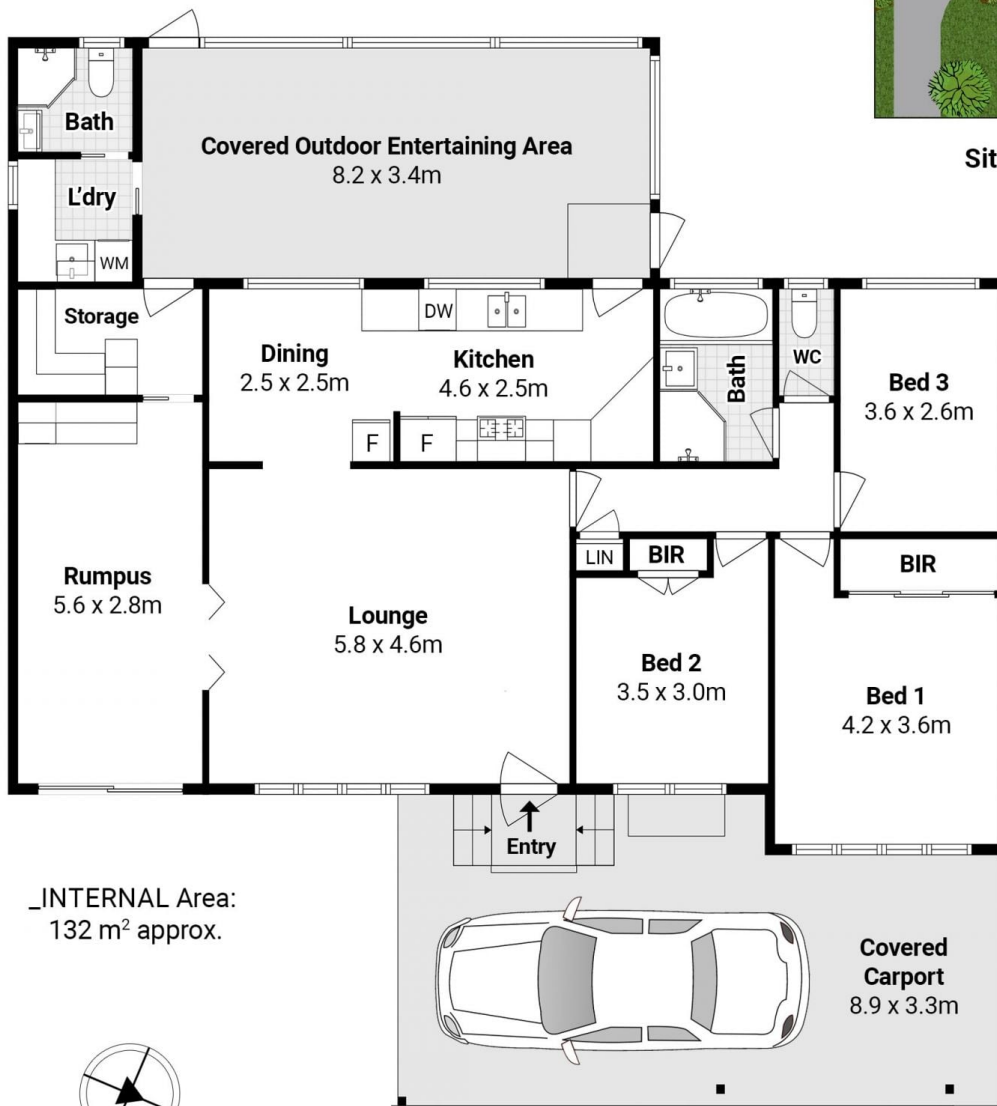 Bath
L'dry
WM
Covered Outdoor Entertaining Area
8.2 x 3.4m
Sit
Storage
Dining
2.5 x 2.5m
DW
Kitchen
4.6 x 2.5m
F
F
Bath
WC
Bed 3
3.6 x 2.6m
Rumpus
5.6 x 2.8m
Lounge
5.8 x 4.6m
LIN
BIR
BIR
Bed 2
3.5 x 3.0m
Bed 1
4.2 x 3.6m
Entry
_INTERNAL Area:
132 m² approx.
Covered
Carport
8.9 x 3.3m